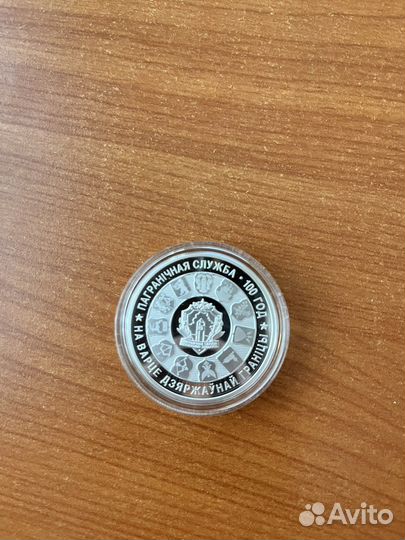 ПАГРАНІЧНАЯ СЛУЖБА · 100 ГОД
★ НА ВАРЦЕ ДЗЯРЖАЎНАЙ ГРАНІЦЫ ★
Avito